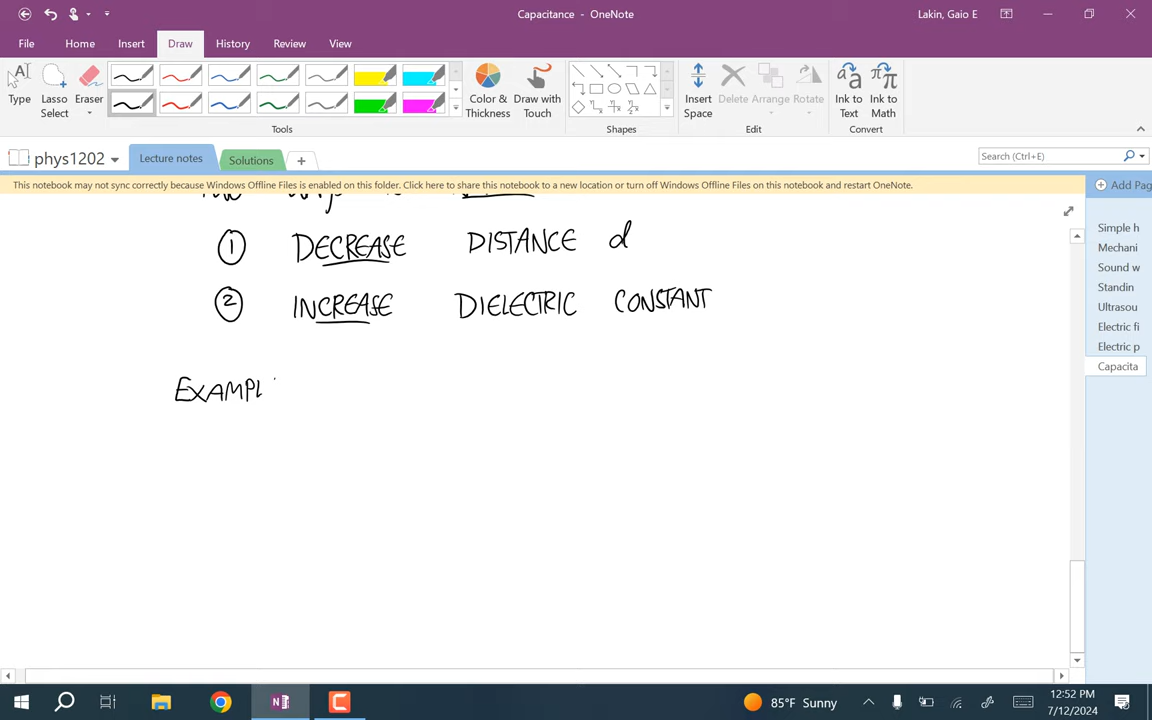 Capacitance - OneNote
Lakin, Gaio E
File Home Insert Draw History Review View
Type
Lasso Select
Eraser
Color & Thickness
Draw with Touch
Insert Space
Delete
Arrange
Rotate
Ink to Text
Ink to Math
Tools
Shapes
Edit
Convert
phys1202
Lecture notes
Solutions
Search (Ctrl+E)
This notebook may not sync correctly because Windows Offline Files is enabled on this folder. Click here to share this notebook to a new location or turn off Windows Offline Files on this notebook and restart OneNote.
Add Pag
Simple h
Mechani
Sound w
Standin
Ultrasou
Electric fi
Electric p
Capacita
1 DECREASE DISTANCE d
2 INCREASE DIELECTRIC CONSTANT
EXAMPL
85°F Sunny
12:52 PM
7/12/2024